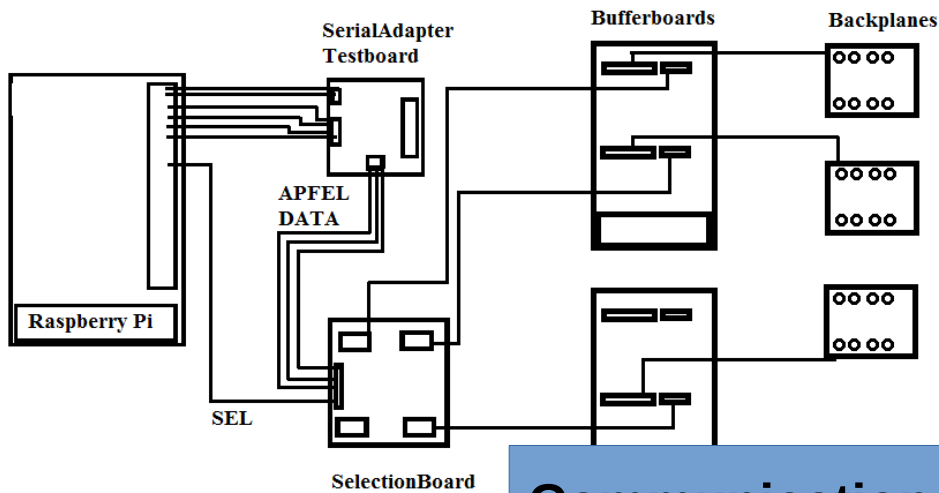 Bufferboards
Backplanes
SerialAdapter
Testboard
APFEL
DATA
Raspberry Pi
SEL
SelectionBoard